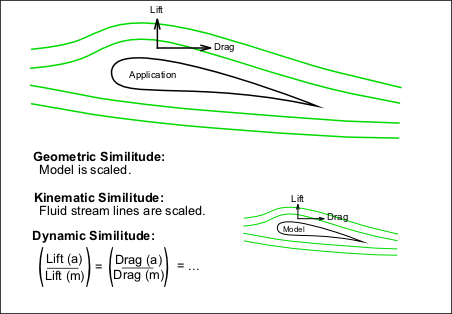 Lift
Drag
Application
Geometric Similitude:
Model is scaled.
Kinematic Similitude:
Fluid stream lines are scaled.
Lift
Drag
Model
Dynamic Similitude:
(Lift (a) / Lift (m)) = (Drag (a) / Drag (m)) = ...